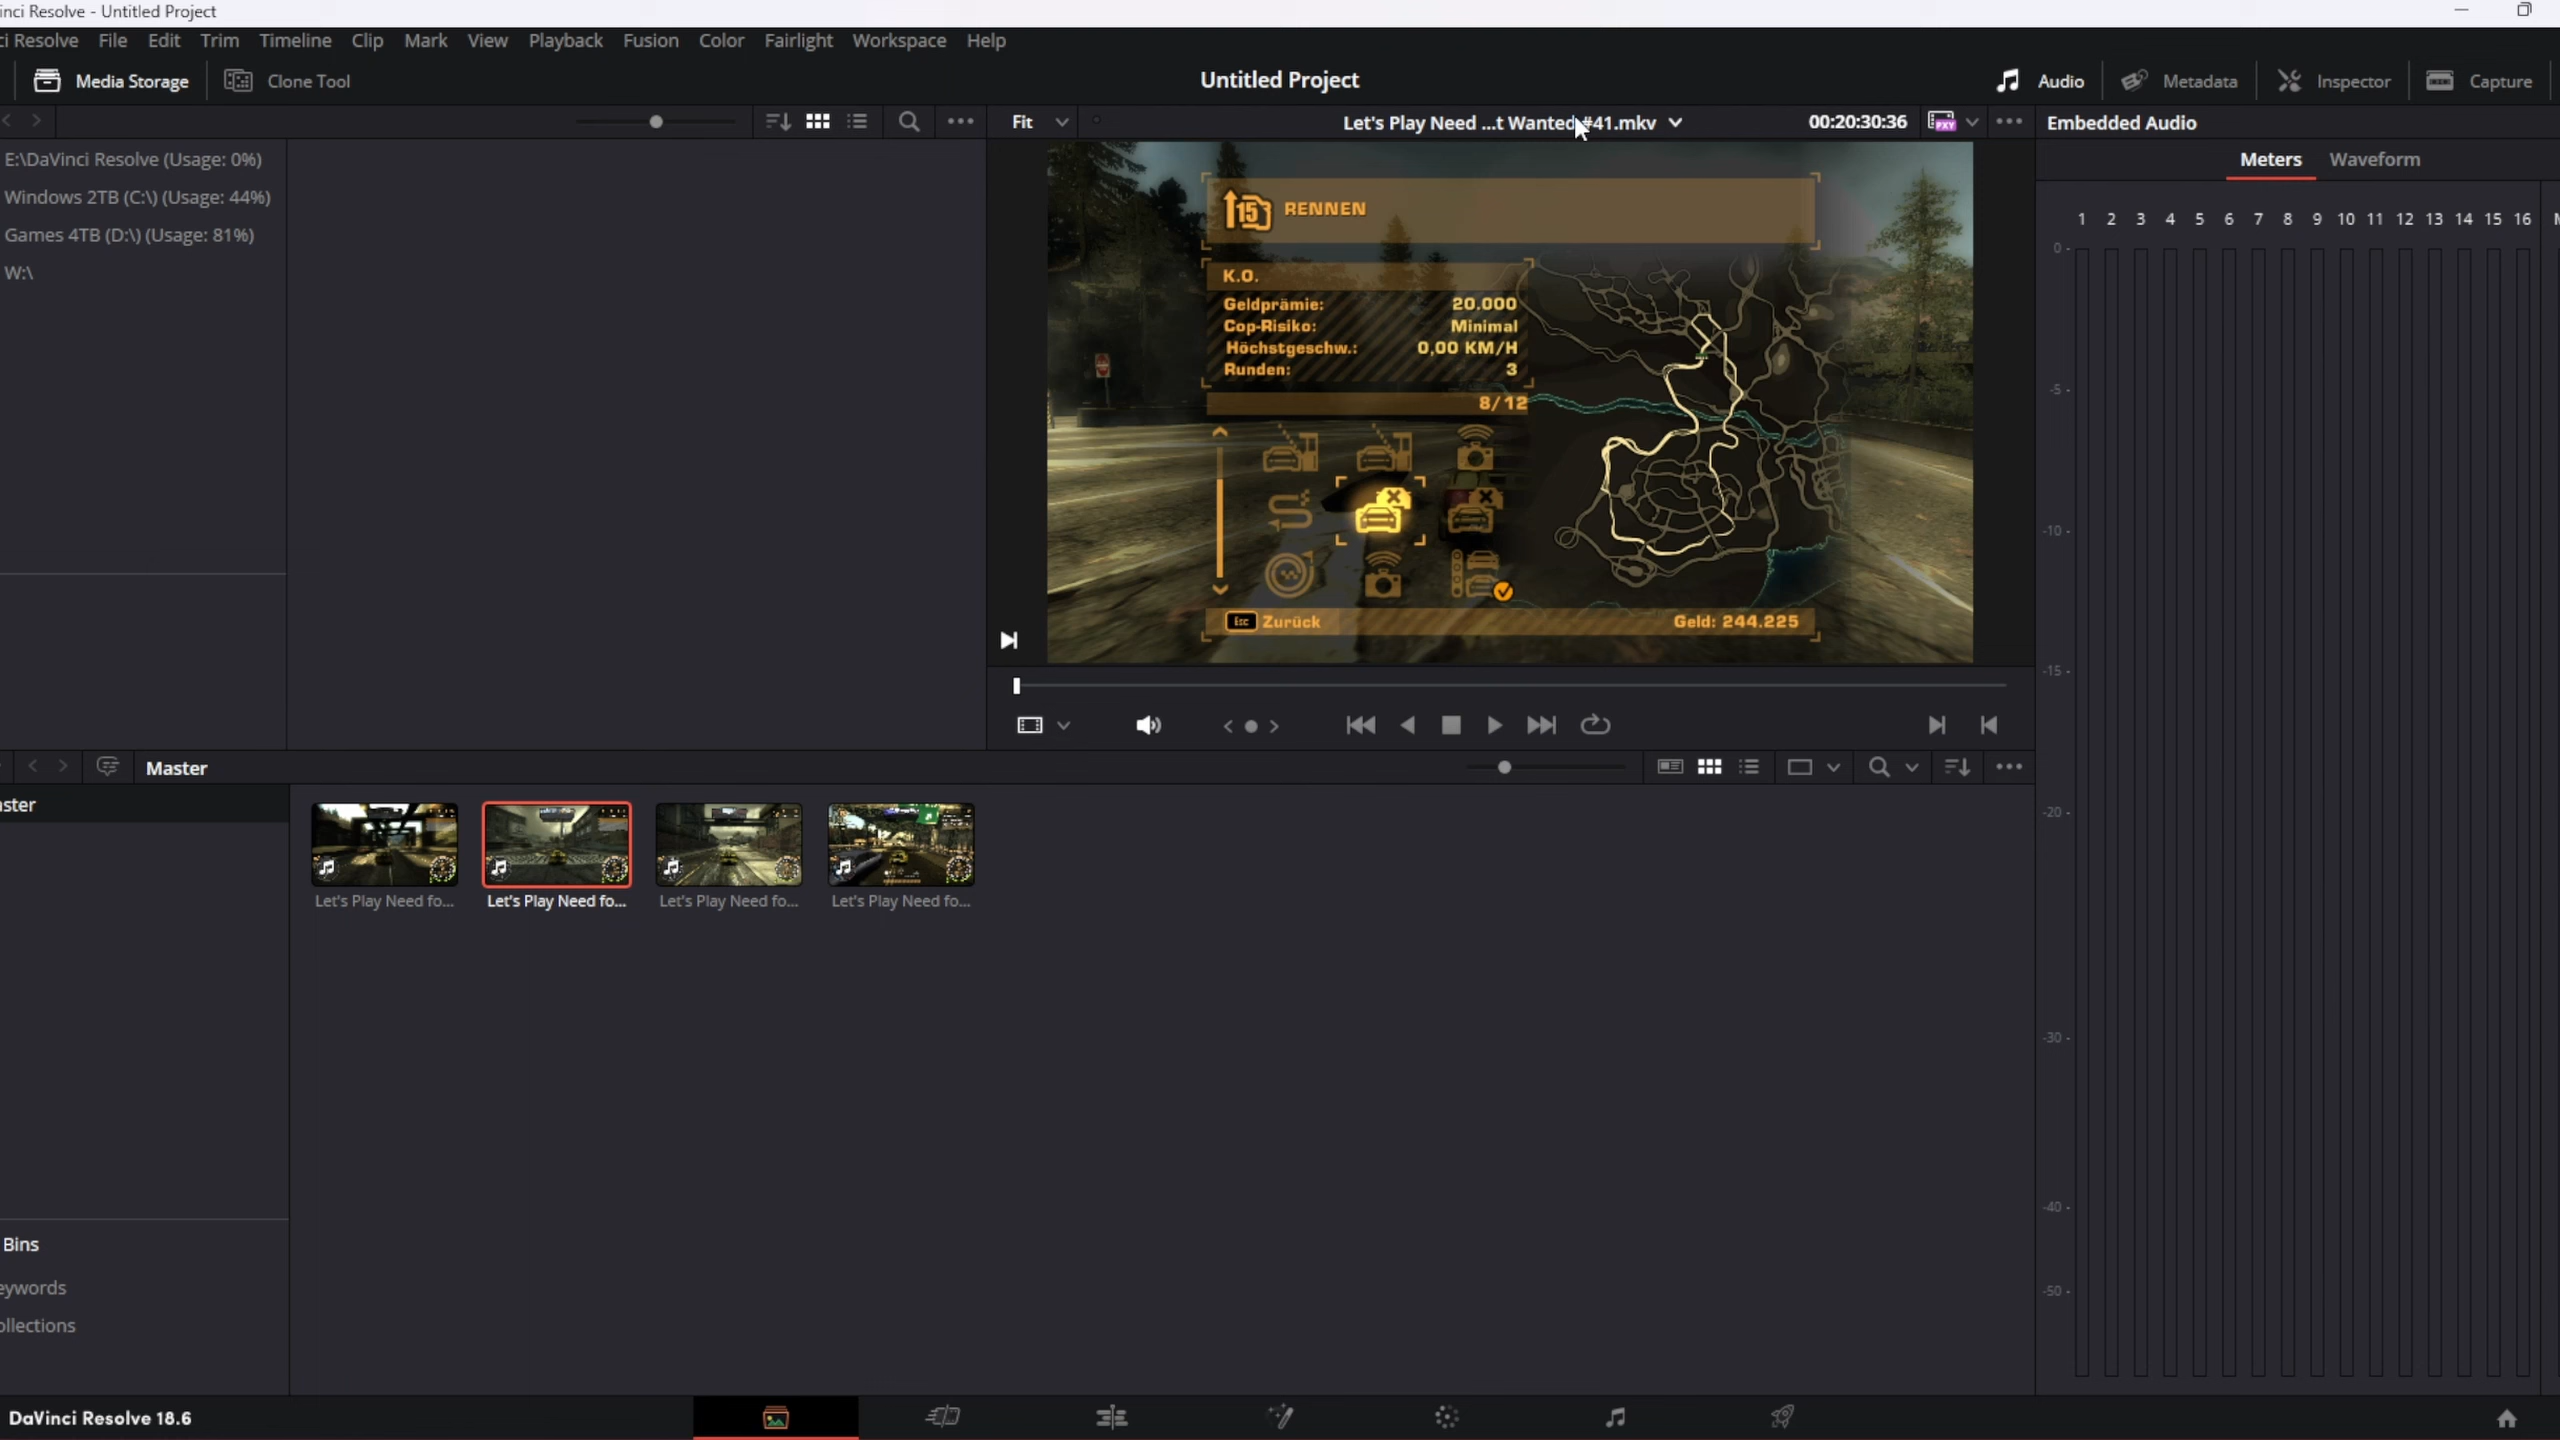 inci Resolve - Untitled Project
ci Resolve File Edit Trim Timeline Clip Mark View Playback Fusion Color Fairlight Workspace Help
Media Storage Clone Tool Untitled Project Audio Metadata Inspector Capture
Fit Let's Play Need ...t Wanted #41.mkv 00:20:30:36 PXY Embedded Audio
E:\DaVinci Resolve (Usage: 0%)
Windows 2TB (C:\) (Usage: 44%)
Games 4TB (D:\) (Usage: 81%)
W:\
15 RENNEN
K.O.
Geldprämie: 20.000
Cop-Risiko: Minimal
Höchstgeschw.: 0,00 KM/H
Runden: 3
8/12
Esc Zurück Geld: 244.225
Meters Waveform
1 2 3 4 5 6 7 8 9 10 11 12 13 14 15 16
0 -
-5 -
-10 -
-15 -
-20 -
-30 -
-40 -
-50 -
Master
aster
Let's Play Need fo... Let's Play Need fo... Let's Play Need fo... Let's Play Need fo...
Bins
eywords
ollections
DaVinci Resolve 18.6